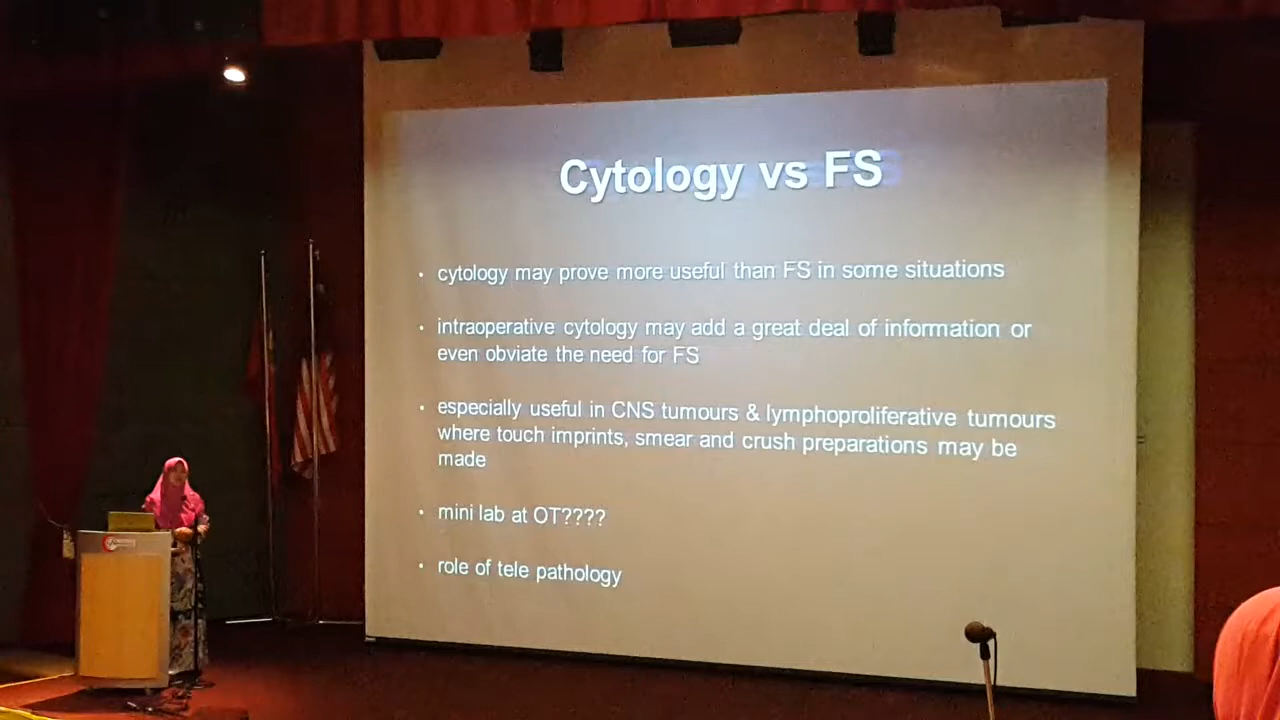 Cytology vs FS
• cytology may prove more useful than FS in some situations
• intraoperative cytology may add a great deal of information or
even obviate the need for FS
• especially useful in CNS tumours & lymphoproliferative tumours
where touch imprints, smear and crush preparations may be
made
• mini lab at OT????
• role of tele pathology